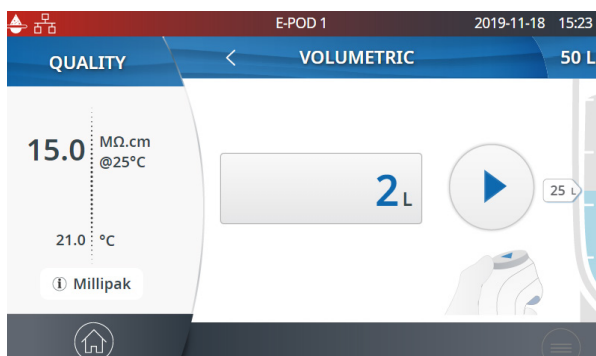 E-POD 1
2019-11-18 15:23
QUALITY
VOLUMETRIC
50 L
15.0 MΩ.cm
@25°C
2 L
25 L
21.0 °C
Millipak